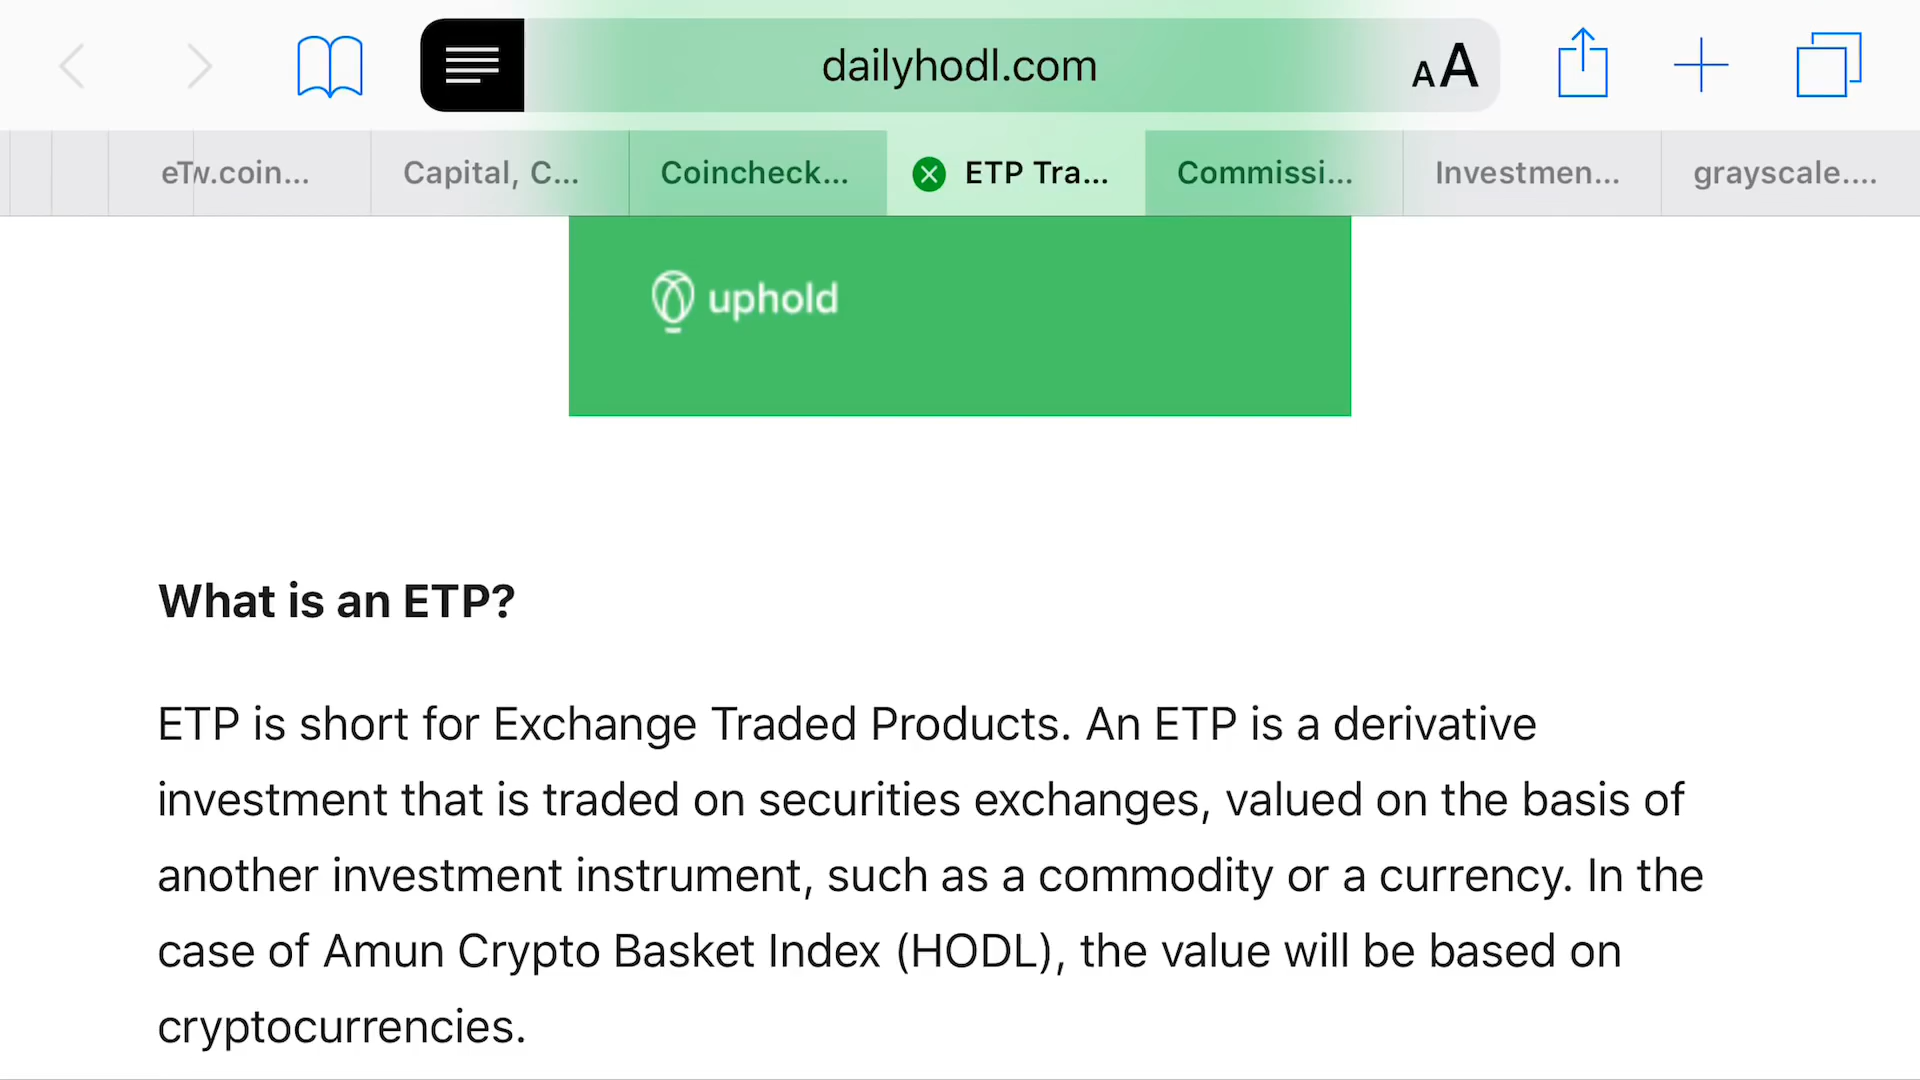 dailyhodl.com
AA
eTw.coin...
Capital, C...
Coincheck...
ETP Tra...
Commissi...
Investmen...
grayscale....
uphold
What is an ETP?
ETP is short for Exchange Traded Products. An ETP is a derivative
investment that is traded on securities exchanges, valued on the basis of
another investment instrument, such as a commodity or a currency. In the
case of Amun Crypto Basket Index (HODL), the value will be based on
cryptocurrencies.